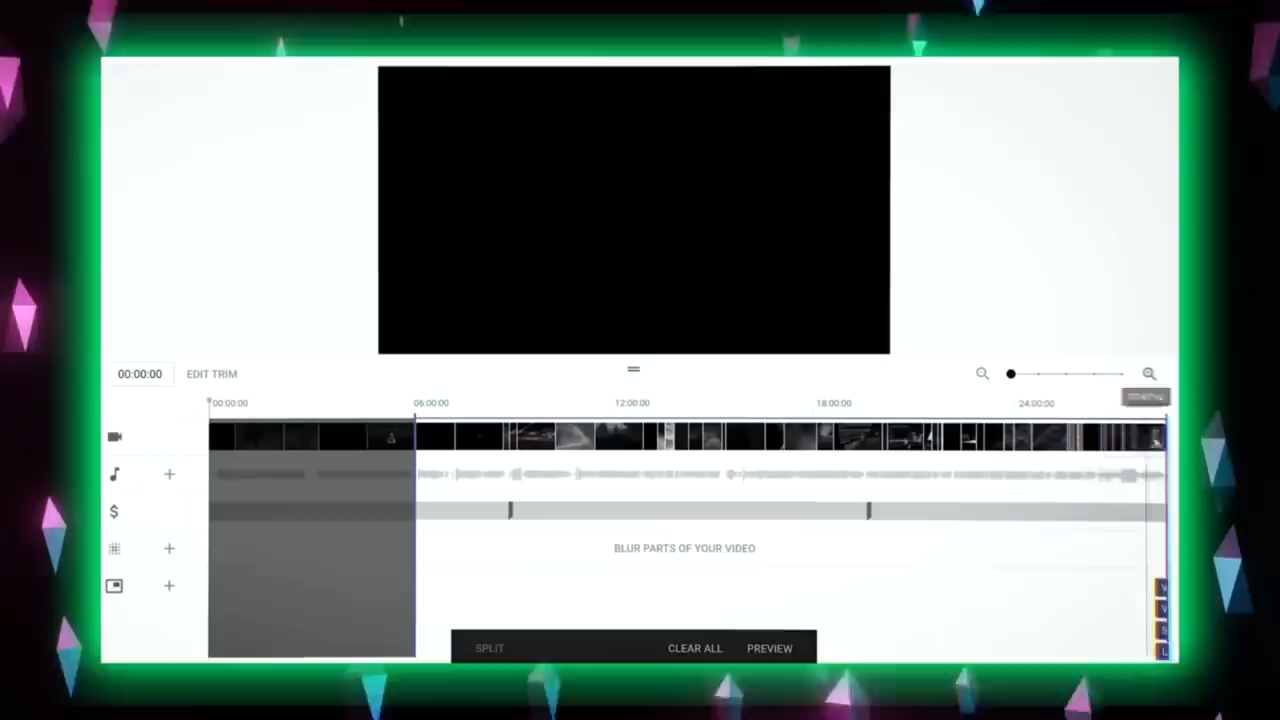 00:00:00
EDIT TRIM
00:00:00
06:00:00
12:00:00
18:00:00
24:00:00
$
BLUR PARTS OF YOUR VIDEO
V
V
S
L
SPLIT
CLEAR ALL
PREVIEW